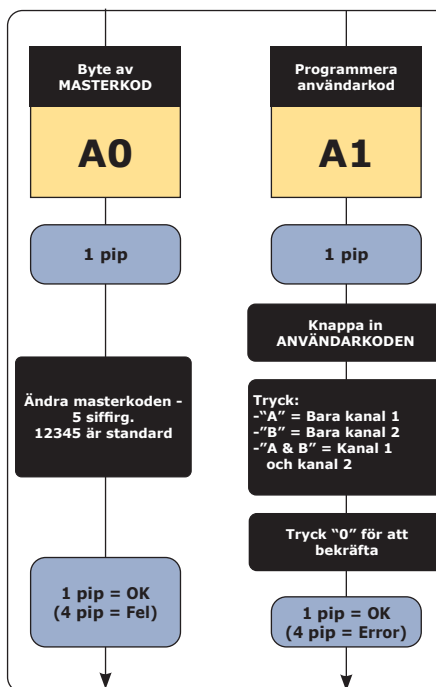 Byte av
MASTERKOD
A0
1 pip
Ändra masterkoden -
5 siffirg.
12345 är standard
1 pip = OK
(4 pip = Fel)
Programmera
användarkod
A1
1 pip
Knappa in
ANVÄNDARKODEN
Tryck:
-“A” = Bara kanal 1
-”B” = Bara kanal 2
-”A & B” = Kanal 1
och kanal 2
Tryck “0” för att
bekräfta
1 pip = OK
(4 pip = Error)